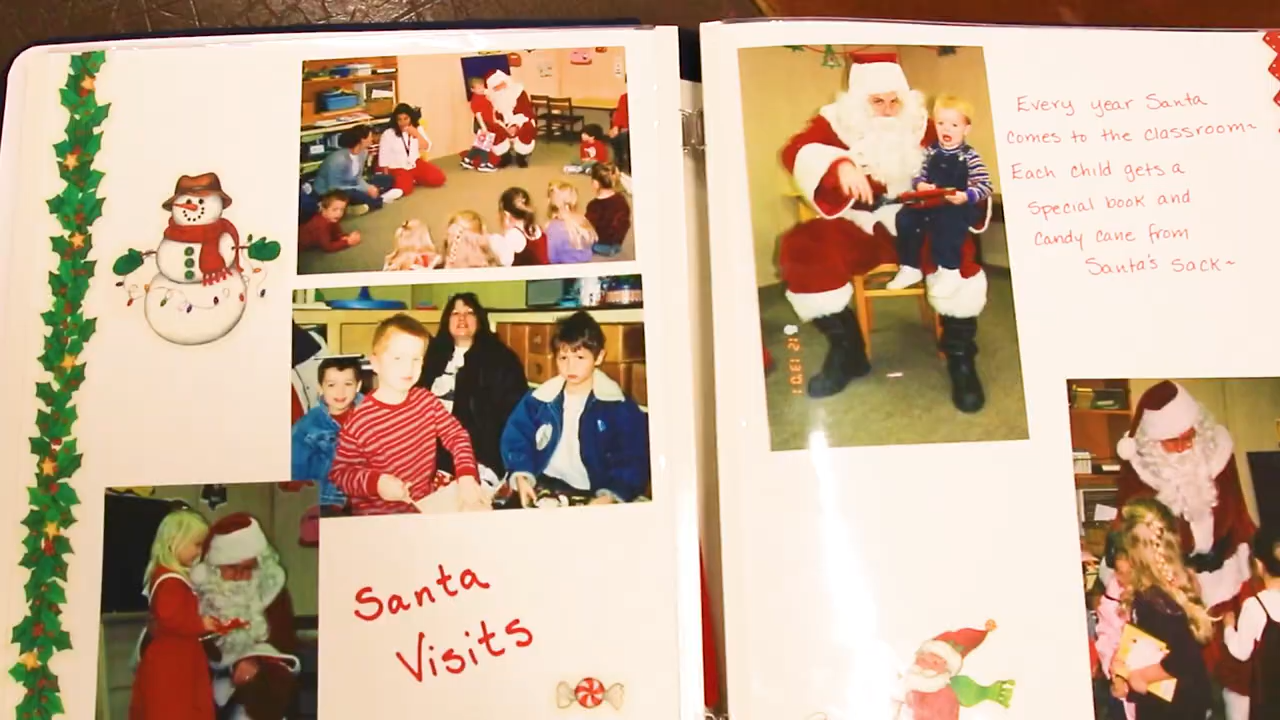 Santa
Visits
Every year Santa
comes to the classroom~
Each child gets a
Special book and
Candy cane from
Santa's Sack~